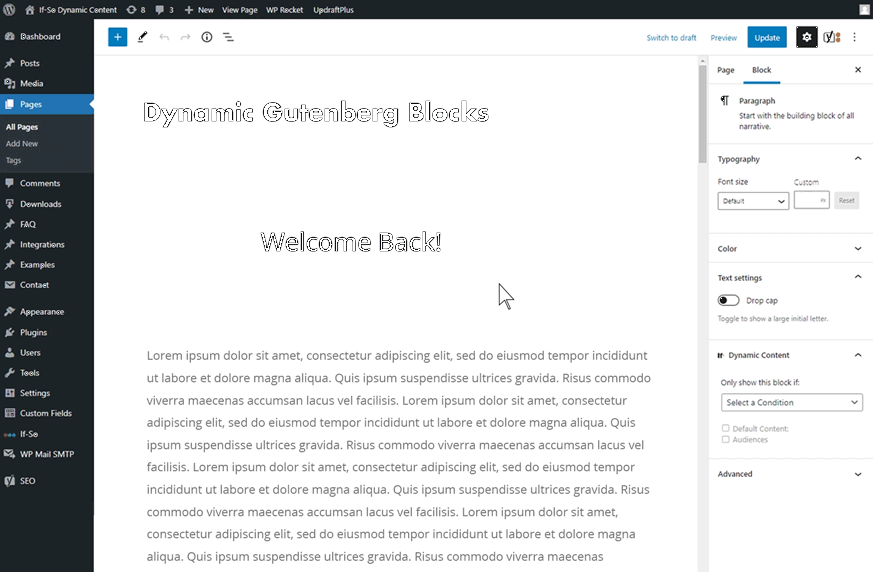 If-So Dynamic Content 8 3 New View Page WP Rocket UpdraftPlus
Dashboard
Posts
Media
Pages
All Pages
Add New
Tags
Comments
Downloads
FAQ
Integrations
Examples
Contact
Appearance
Plugins
Users
Tools
Settings
Custom Fields
If-So
WP Mail SMTP
SEO
Switch to draft Preview Update
Dynamic Gutenberg Blocks
Welcome Back!
Lorem ipsum dolor sit amet, consectetur adipiscing elit, sed do eiusmod tempor incididunt
ut labore et dolore magna aliqua. Quis ipsum suspendisse ultrices gravida. Risus commodo
viverra maecenas accumsan lacus vel facilisis. Lorem ipsum dolor sit amet, consectetur
adipiscing elit, sed do eiusmod tempor incididunt ut labore et dolore magna aliqua. Quis
ipsum suspendisse ultrices gravida. Risus commodo viverra maecenas accumsan lacus vel
facilisis. Lorem ipsum dolor sit amet, consectetur adipiscing elit, sed do eiusmod tempor
incididunt ut labore et dolore magna aliqua. Quis ipsum suspendisse ultrices gravida.
Risus commodo viverra maecenas accumsan lacus vel facilisis. Lorem ipsum dolor sit amet,
consectetur adipiscing elit, sed do eiusmod tempor incididunt ut labore et dolore magna
aliqua. Quis ipsum suspendisse ultrices gravida. Risus commodo viverra maecenas
Page Block
Paragraph
Start with the building block of all
narrative.
Typography
Font size Custom
Default Reset
Color
Text settings
Drop cap
Toggle to show a large initial letter.
If Dynamic Content
Only show this block if:
Select a Condition
Default Content:
Audiences
Advanced